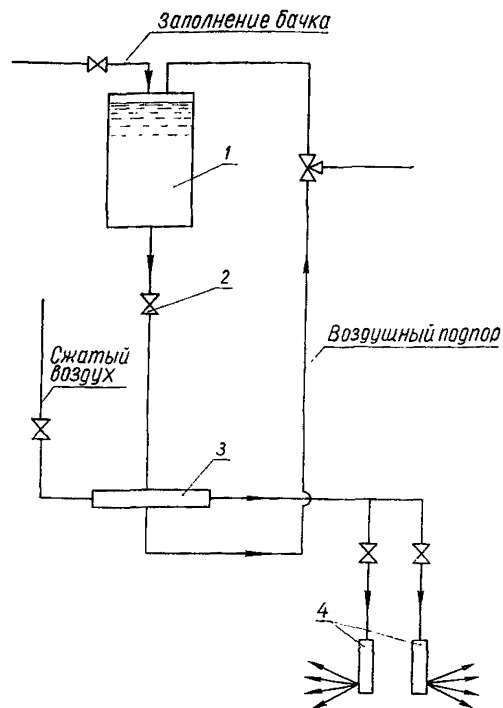 Заполнение бачка
1
2
Воздушный подпор
Сжатый
воздух
3
4